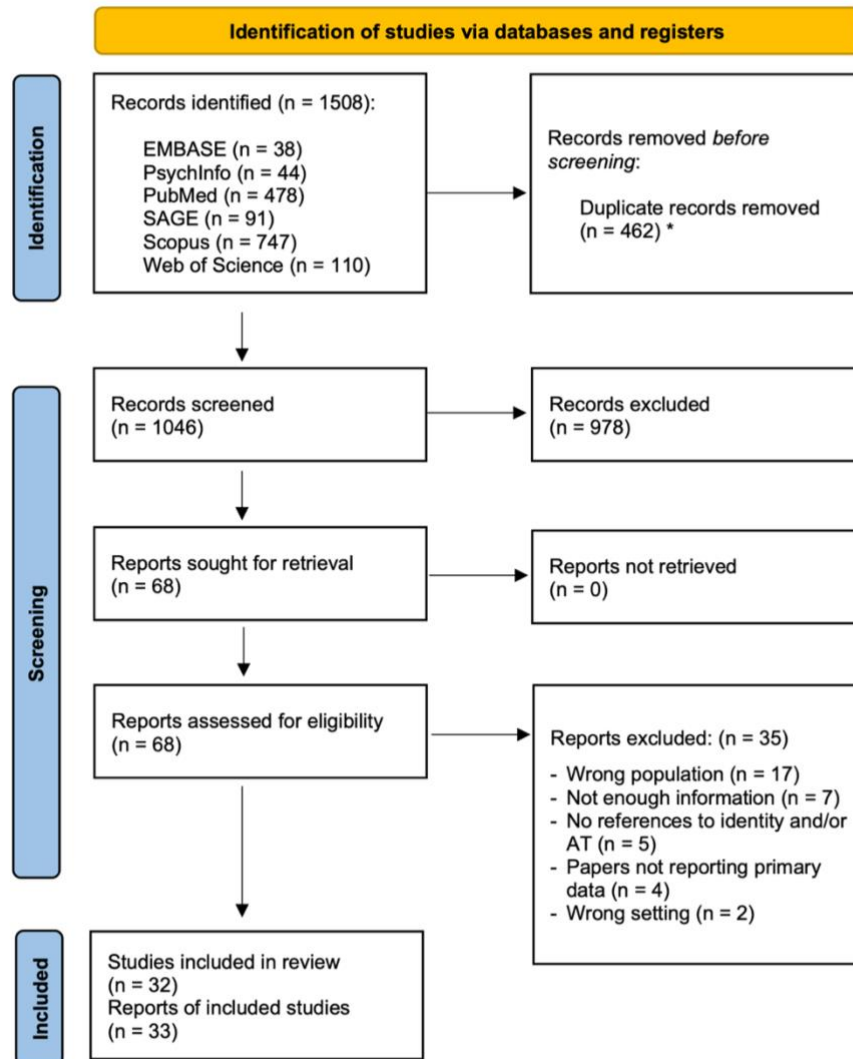 Identification of studies via databases and registers
Identification
Records identified (n = 1508):
EMBASE (n = 38)
PsychInfo (n = 44)
PubMed (n = 478)
SAGE (n = 91)
Scopus (n = 747)
Web of Science (n = 110)
Records removed before
screening:
Duplicate records removed
(n = 462) *
Screening
Records screened
(n = 1046)
Records excluded
(n = 978)
Reports sought for retrieval
(n = 68)
Reports not retrieved
(n = 0)
Reports assessed for eligibility
(n = 68)
Reports excluded: (n = 35)
- Wrong population (n = 17)
- Not enough information (n = 7)
- No references to identity and/or
AT (n = 5)
- Papers not reporting primary
data (n = 4)
- Wrong setting (n = 2)
Included
Studies included in review
(n = 32)
Reports of included studies
(n = 33)